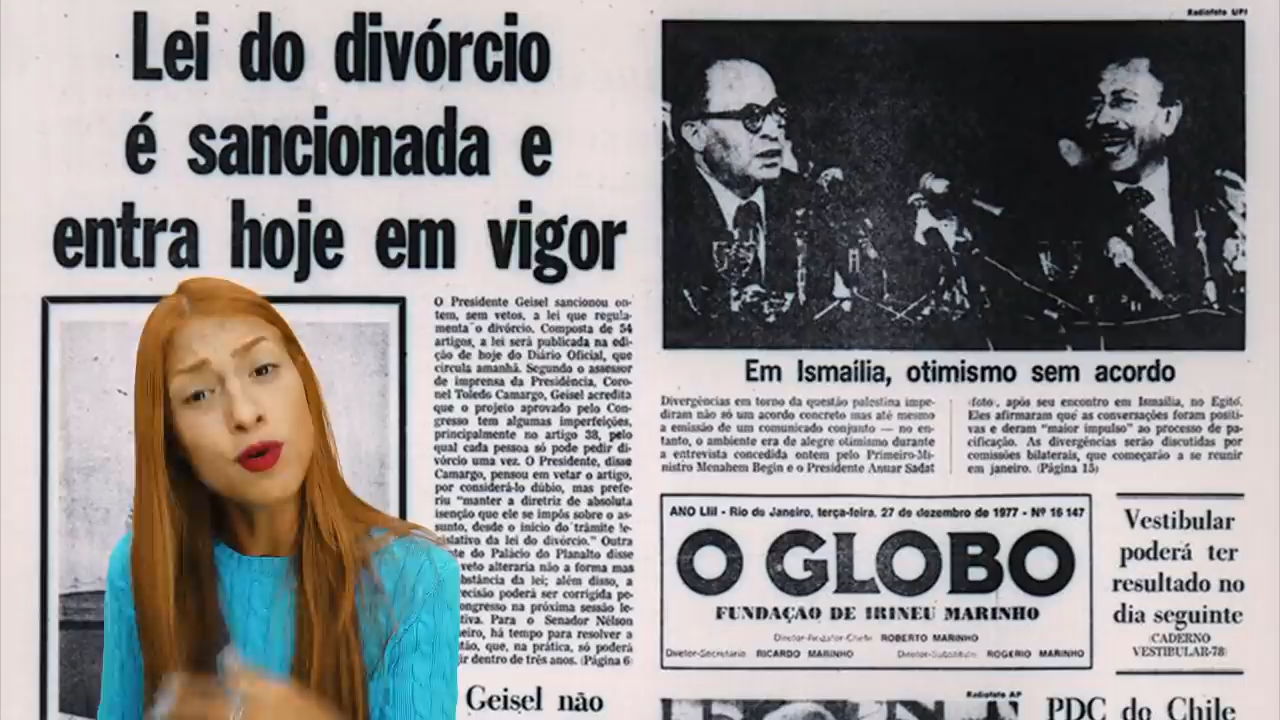 Lei do divórcio
é sancionada e
entra hoje em vigor
O Presidente Geisel sancionou on-
tem, sem vetos, a lei que regula-
menta o divórcio. Composta de 54
artigos, a lei será publicada na edi-
ção de hoje do Diário Oficial, que
circula amanhã. Segundo o assessor
de imprensa da Presidência, Coro-
nel Toledo Camargo, Geisel acredita
que o projeto aprovado pelo Con-
gresso tem algumas imperfeições,
principalmente no artigo 38, pelo
qual cada pessoa só pode pedir di-
vórcio uma vez. O Presidente, disse
Camargo, pensou em vetar o artigo,
por considerá-lo dúbio, mas prefe-
riu "manter a diretriz de absoluta
isenção que ele se impôs sobre o as-
sunto, desde o início do trâmite le-
gislativo da lei do divórcio." Outra
te do Palácio do Planalto disse
veto alteraria não a forma mas
bstância da lei; além disso, a
ecisão poderá ser corrigida pe-
ongresso na próxima sessão le-
tiva. Para o Senador Nélson
eiro, há tempo para resolver a
tão, que, na prática, só poderá
ir dentro de três anos. (Página 6)
Geisel não
Radiofoto UPI
Em Ismaília, otimismo sem acordo
Divergências em torno da questão palestina impe-
diram não só um acordo concreto mas até mesmo
a emissão de um comunicado conjunto — no en-
tanto, o ambiente era de alegre otimismo durante
a entrevista concedida ontem pelo Primeiro-Mi-
nistro Menahem Begin e o Presidente Anuar Sadat
(foto), após seu encontro em Ismaília, no Egito.
Eles afirmaram que as conversações foram positi-
vas e deram "maior impulso" ao processo de pa-
cificação. As divergências serão discutidas por
comissões bilaterais, que começarão a se reunir
em janeiro. (Página 15)
ANO LIII - Rio de Janeiro, terça-feira, 27 de dezembro de 1977 - Nº 16 147
O GLOBO
FUNDAÇÃO DE IRINEU MARINHO
Diretor-Redator-Chefe ROBERTO MARINHO
Diretor-Secretário RICARDO MARINHO Diretor-Substituto ROGERIO MARINHO
Vestibular
poderá ter
resultado no
dia seguinte
(CADERNO
VESTIBULAR-78)
Radiofoto AP
PDC do Chile